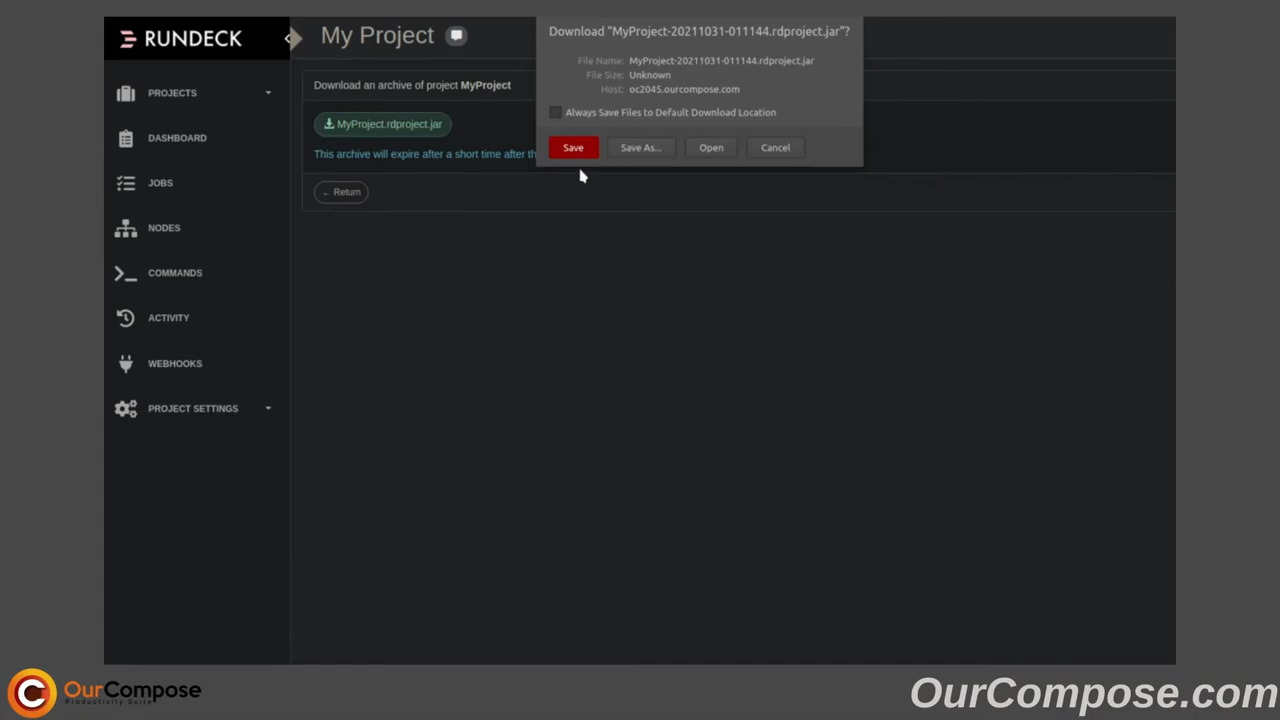 RUNDECK
My Project
Download "MyProject-20211031-011144.rdproject.jar"?
File Name: MyProject-20211031-011144.rdproject.jar
File Size: Unknown
Host: oc2045.ourcompose.com
Always Save Files to Default Download Location
Save
Save As...
Open
Cancel
PROJECTS
DASHBOARD
JOBS
NODES
COMMANDS
ACTIVITY
WEBHOOKS
PROJECT SETTINGS
Download an archive of project MyProject
MyProject.rdproject.jar
This archive will expire after a short time after th
← Return
OurCompose
Productivity Suite
OurCompose.com